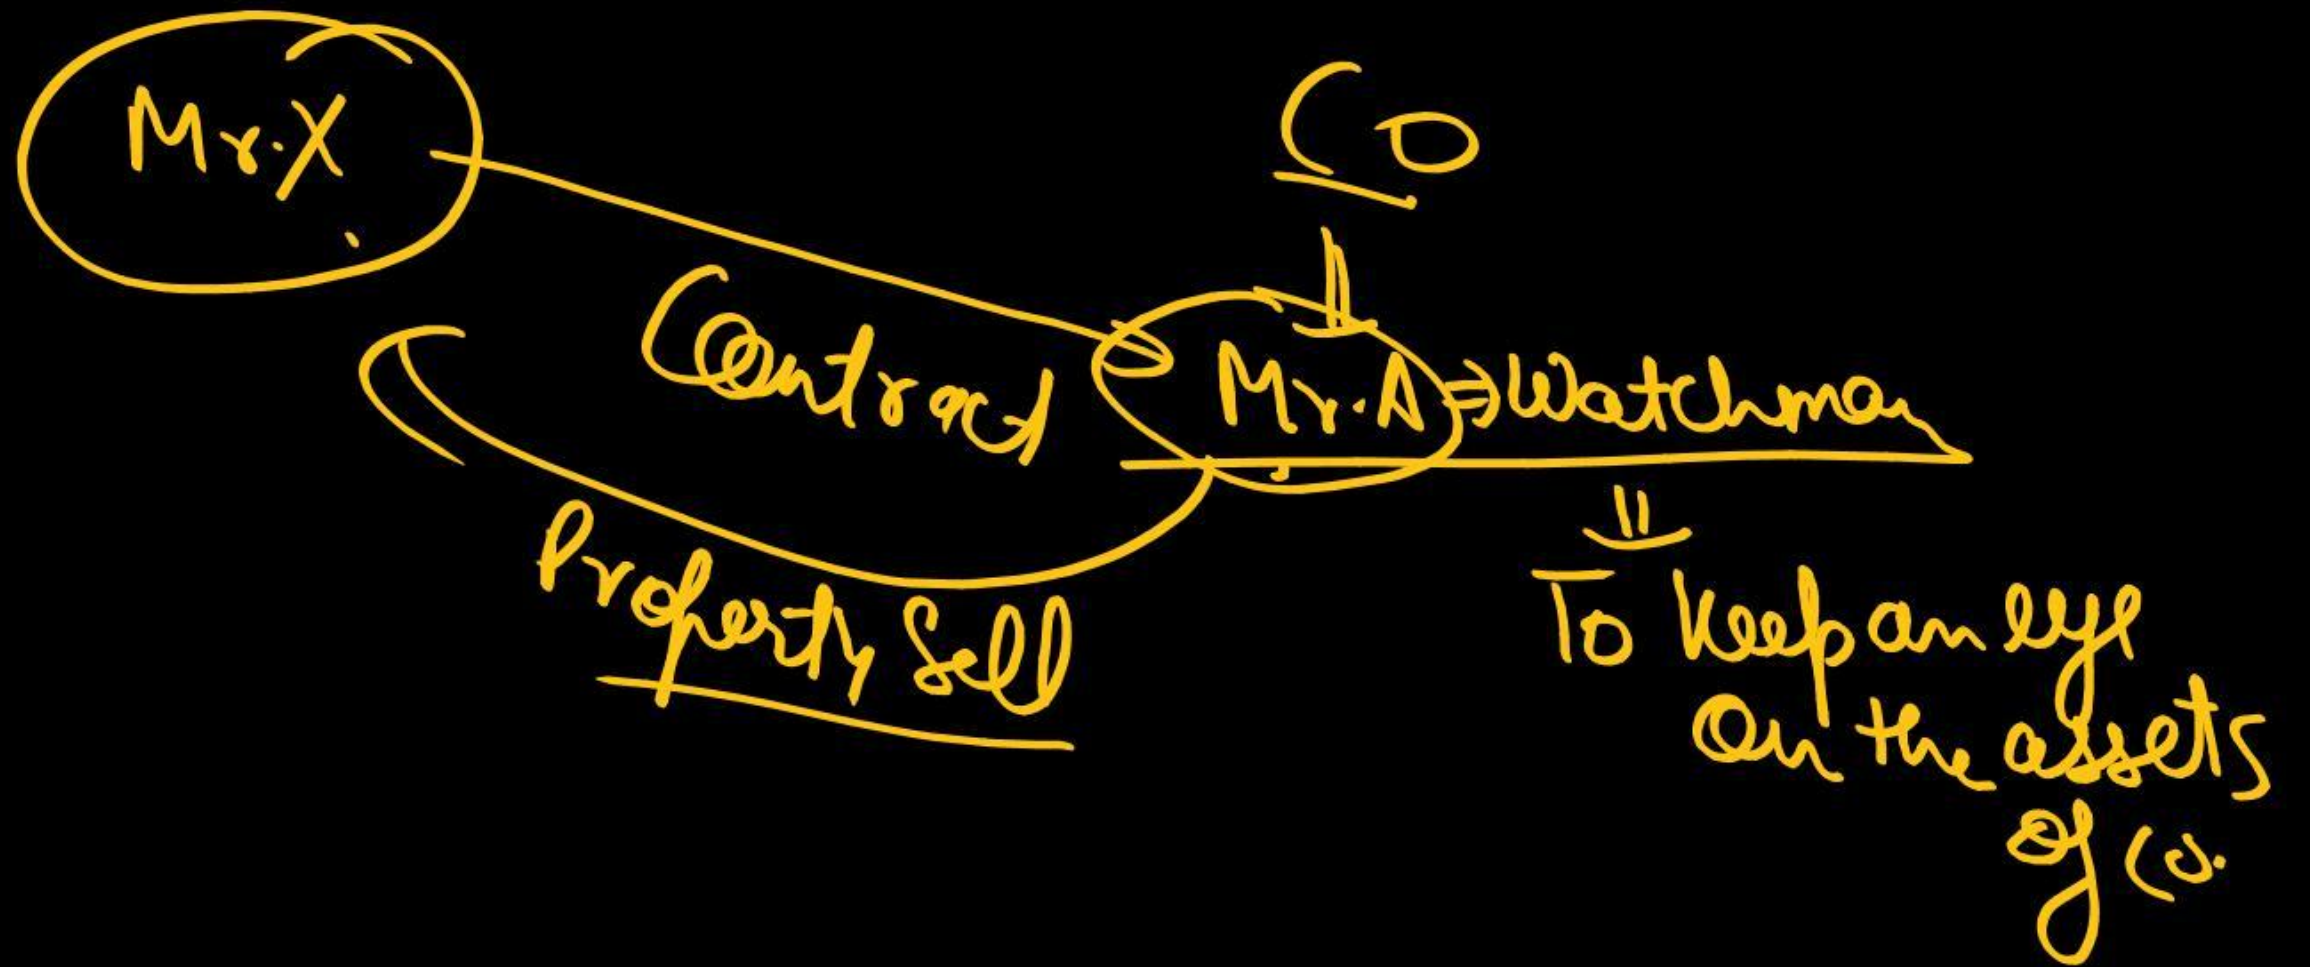 Mr. X
Co
Contract
Mr. A ⇒ Watchman
Property Sell
To keep an eye
on the assets
of Co.